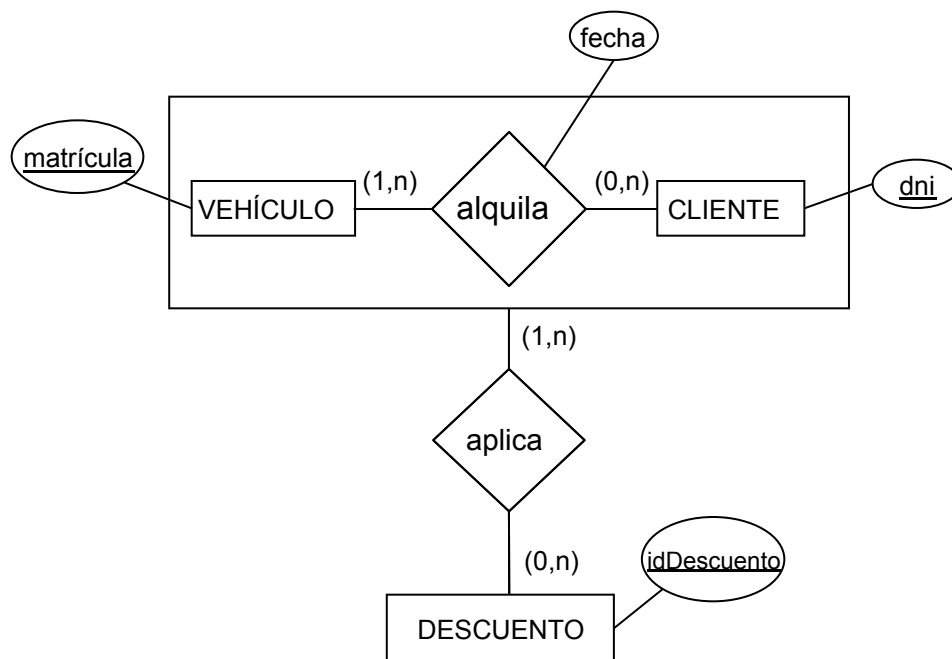 fecha
matrícula
(1,n)
(0,n)
dni
VEHÍCULO
alquila
CLIENTE
(1,n)
aplica
(0,n)
idDescuento
DESCUENTO